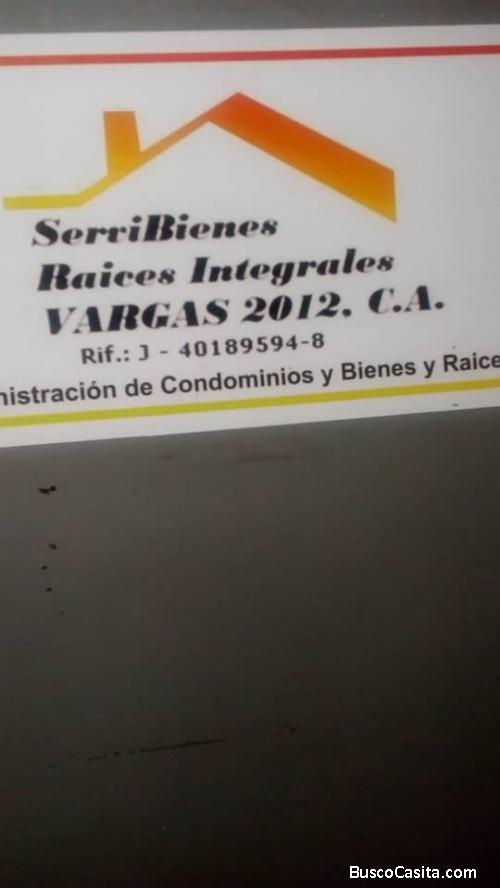 ServiBienes
Raices Integrales
VARGAS 2012. C.A.
Rif.: J - 40189594-8
nistración de Condominios y Bienes y Raice
BuscoCasita.com